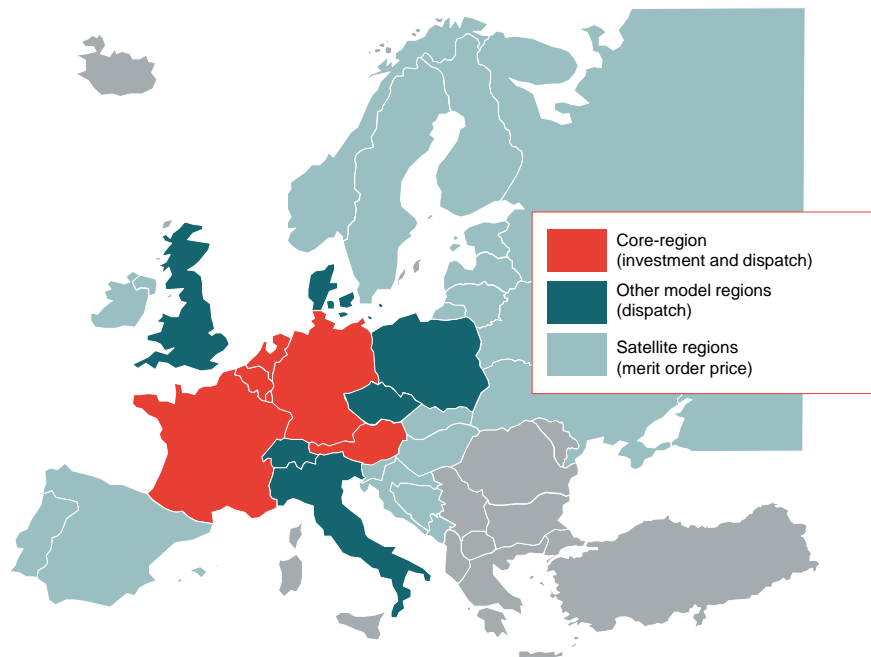 Core-region
(investment and dispatch)
Other model regions
(dispatch)
Satellite regions
(merit order price)